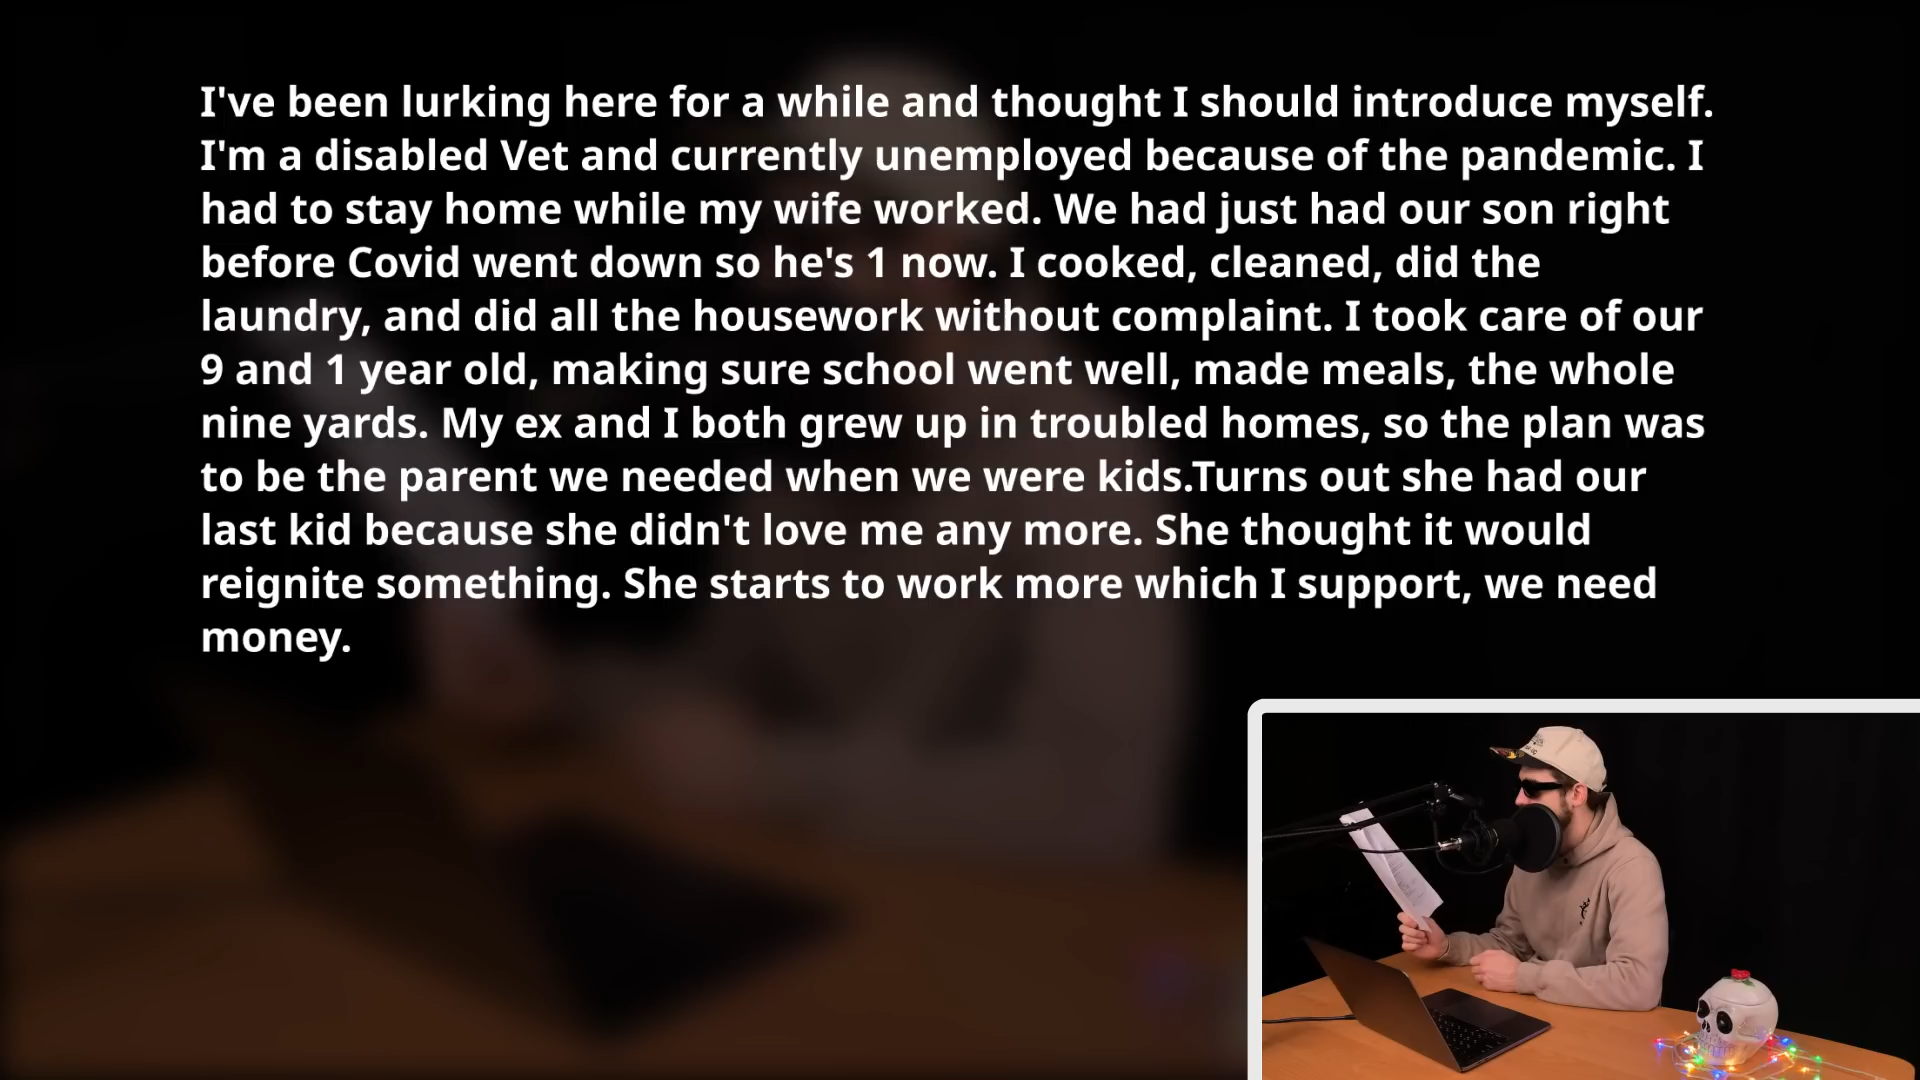 I've been lurking here for a while and thought I should introduce myself.
I'm a disabled Vet and currently unemployed because of the pandemic. I
had to stay home while my wife worked. We had just had our son right
before Covid went down so he's 1 now. I cooked, cleaned, did the
laundry, and did all the housework without complaint. I took care of our
9 and 1 year old, making sure school went well, made meals, the whole
nine yards. My ex and I both grew up in troubled homes, so the plan was
to be the parent we needed when we were kids.Turns out she had our
last kid because she didn't love me any more. She thought it would
reignite something. She starts to work more which I support, we need
money.